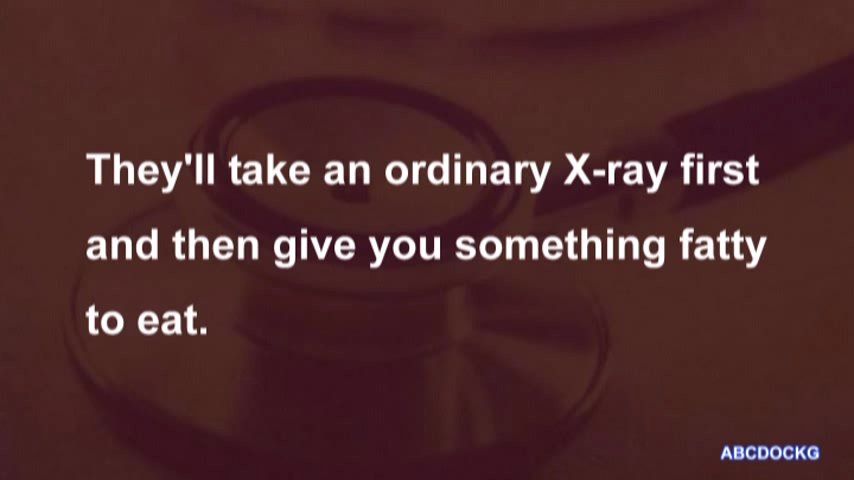 They'll take an ordinary X-ray first
and then give you something fatty
to eat.
ABCDOCKG